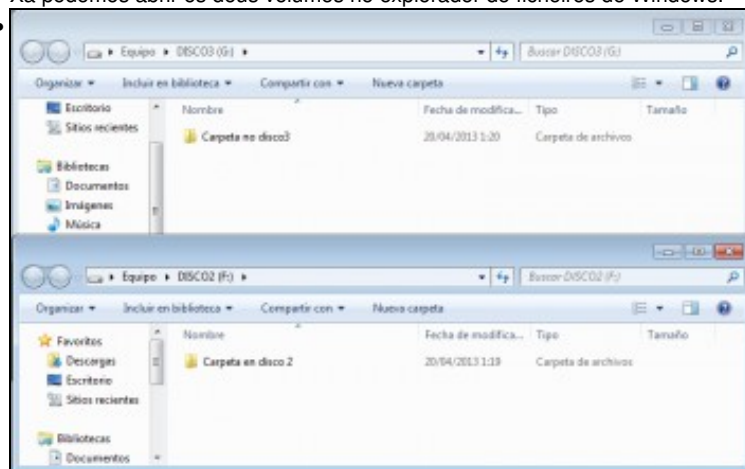 Xa podemos abrir os dous volumes no explorador de ficheiros de Windows.
Equipo ▸ DISCO3 (G:) ▸
Buscar DISCO3 (G:)
Organizar Incluir en biblioteca Compartir con Nueva carpeta
Escritorio
Sitios recientes
Bibliotecas
Documentos
Imágenes
Música
Nombre Fecha de modifica... Tipo Tamaño
Carpeta no disco3 20/04/2013 1:20 Carpeta de archivos
Equipo ▸ DISCO2 (F:) ▸
Buscar DISCO2 (F:)
Organizar Incluir en biblioteca Compartir con Nueva carpeta
Favoritos
Descargas
Escritorio
Sitios recientes
Bibliotecas
Documentos
Nombre Fecha de modifica... Tipo Tamaño
Carpeta en disco 2 20/04/2013 1:19 Carpeta de archivos